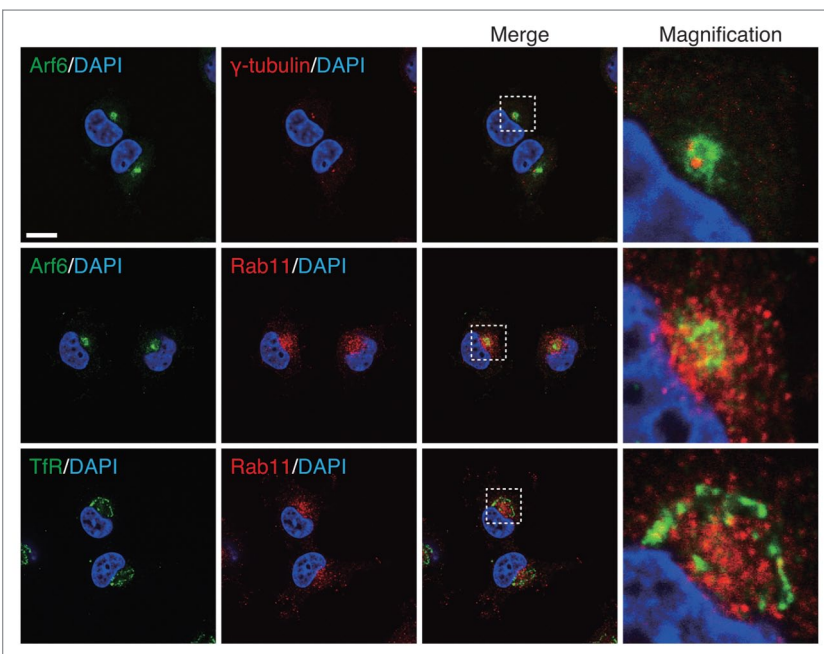 Merge Magnification
Arf6/DAPI γ-tubulin/DAPI
Arf6/DAPI Rab11/DAPI
TfR/DAPI Rab11/DAPI